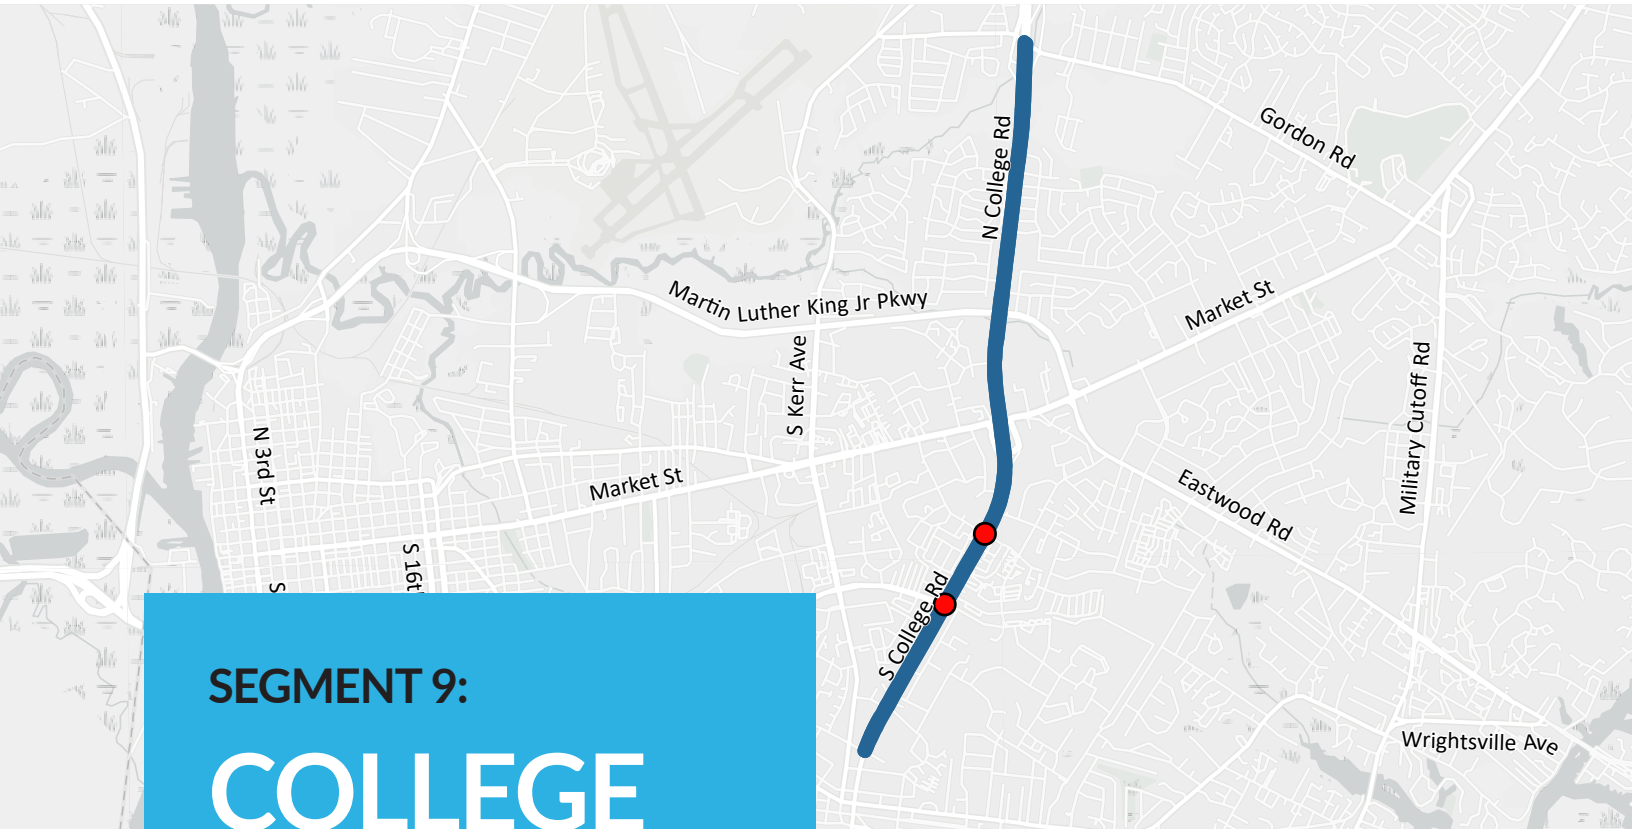 Gordon Rd
N College Rd
Market St
Martin Luther King Jr Pkwy
S Kerr Ave
Military Cutoff Rd
N 3rd St
Market St
Eastwood Rd
S 16t
S
S College Rd
Wrightsville Ave
SEGMENT 9:
COLLEGE